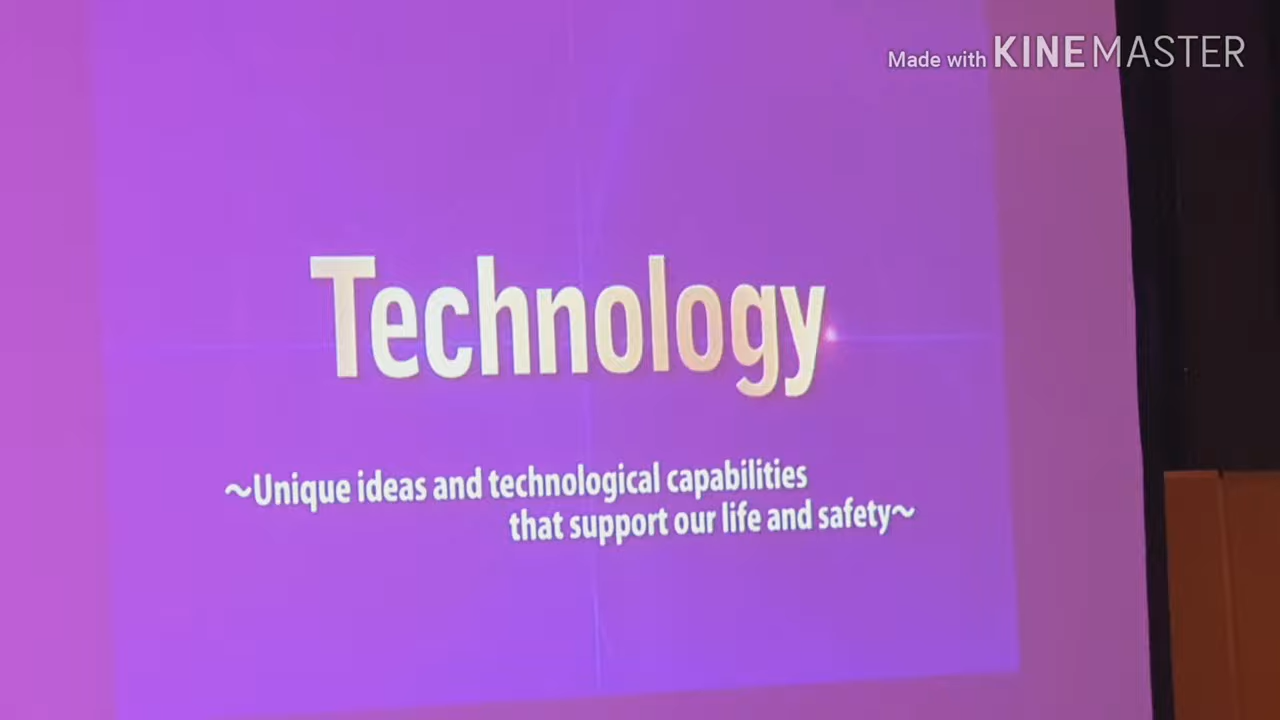 Made with KINEMASTER
Technology
~Unique ideas and technological capabilities
that support our life and safety~